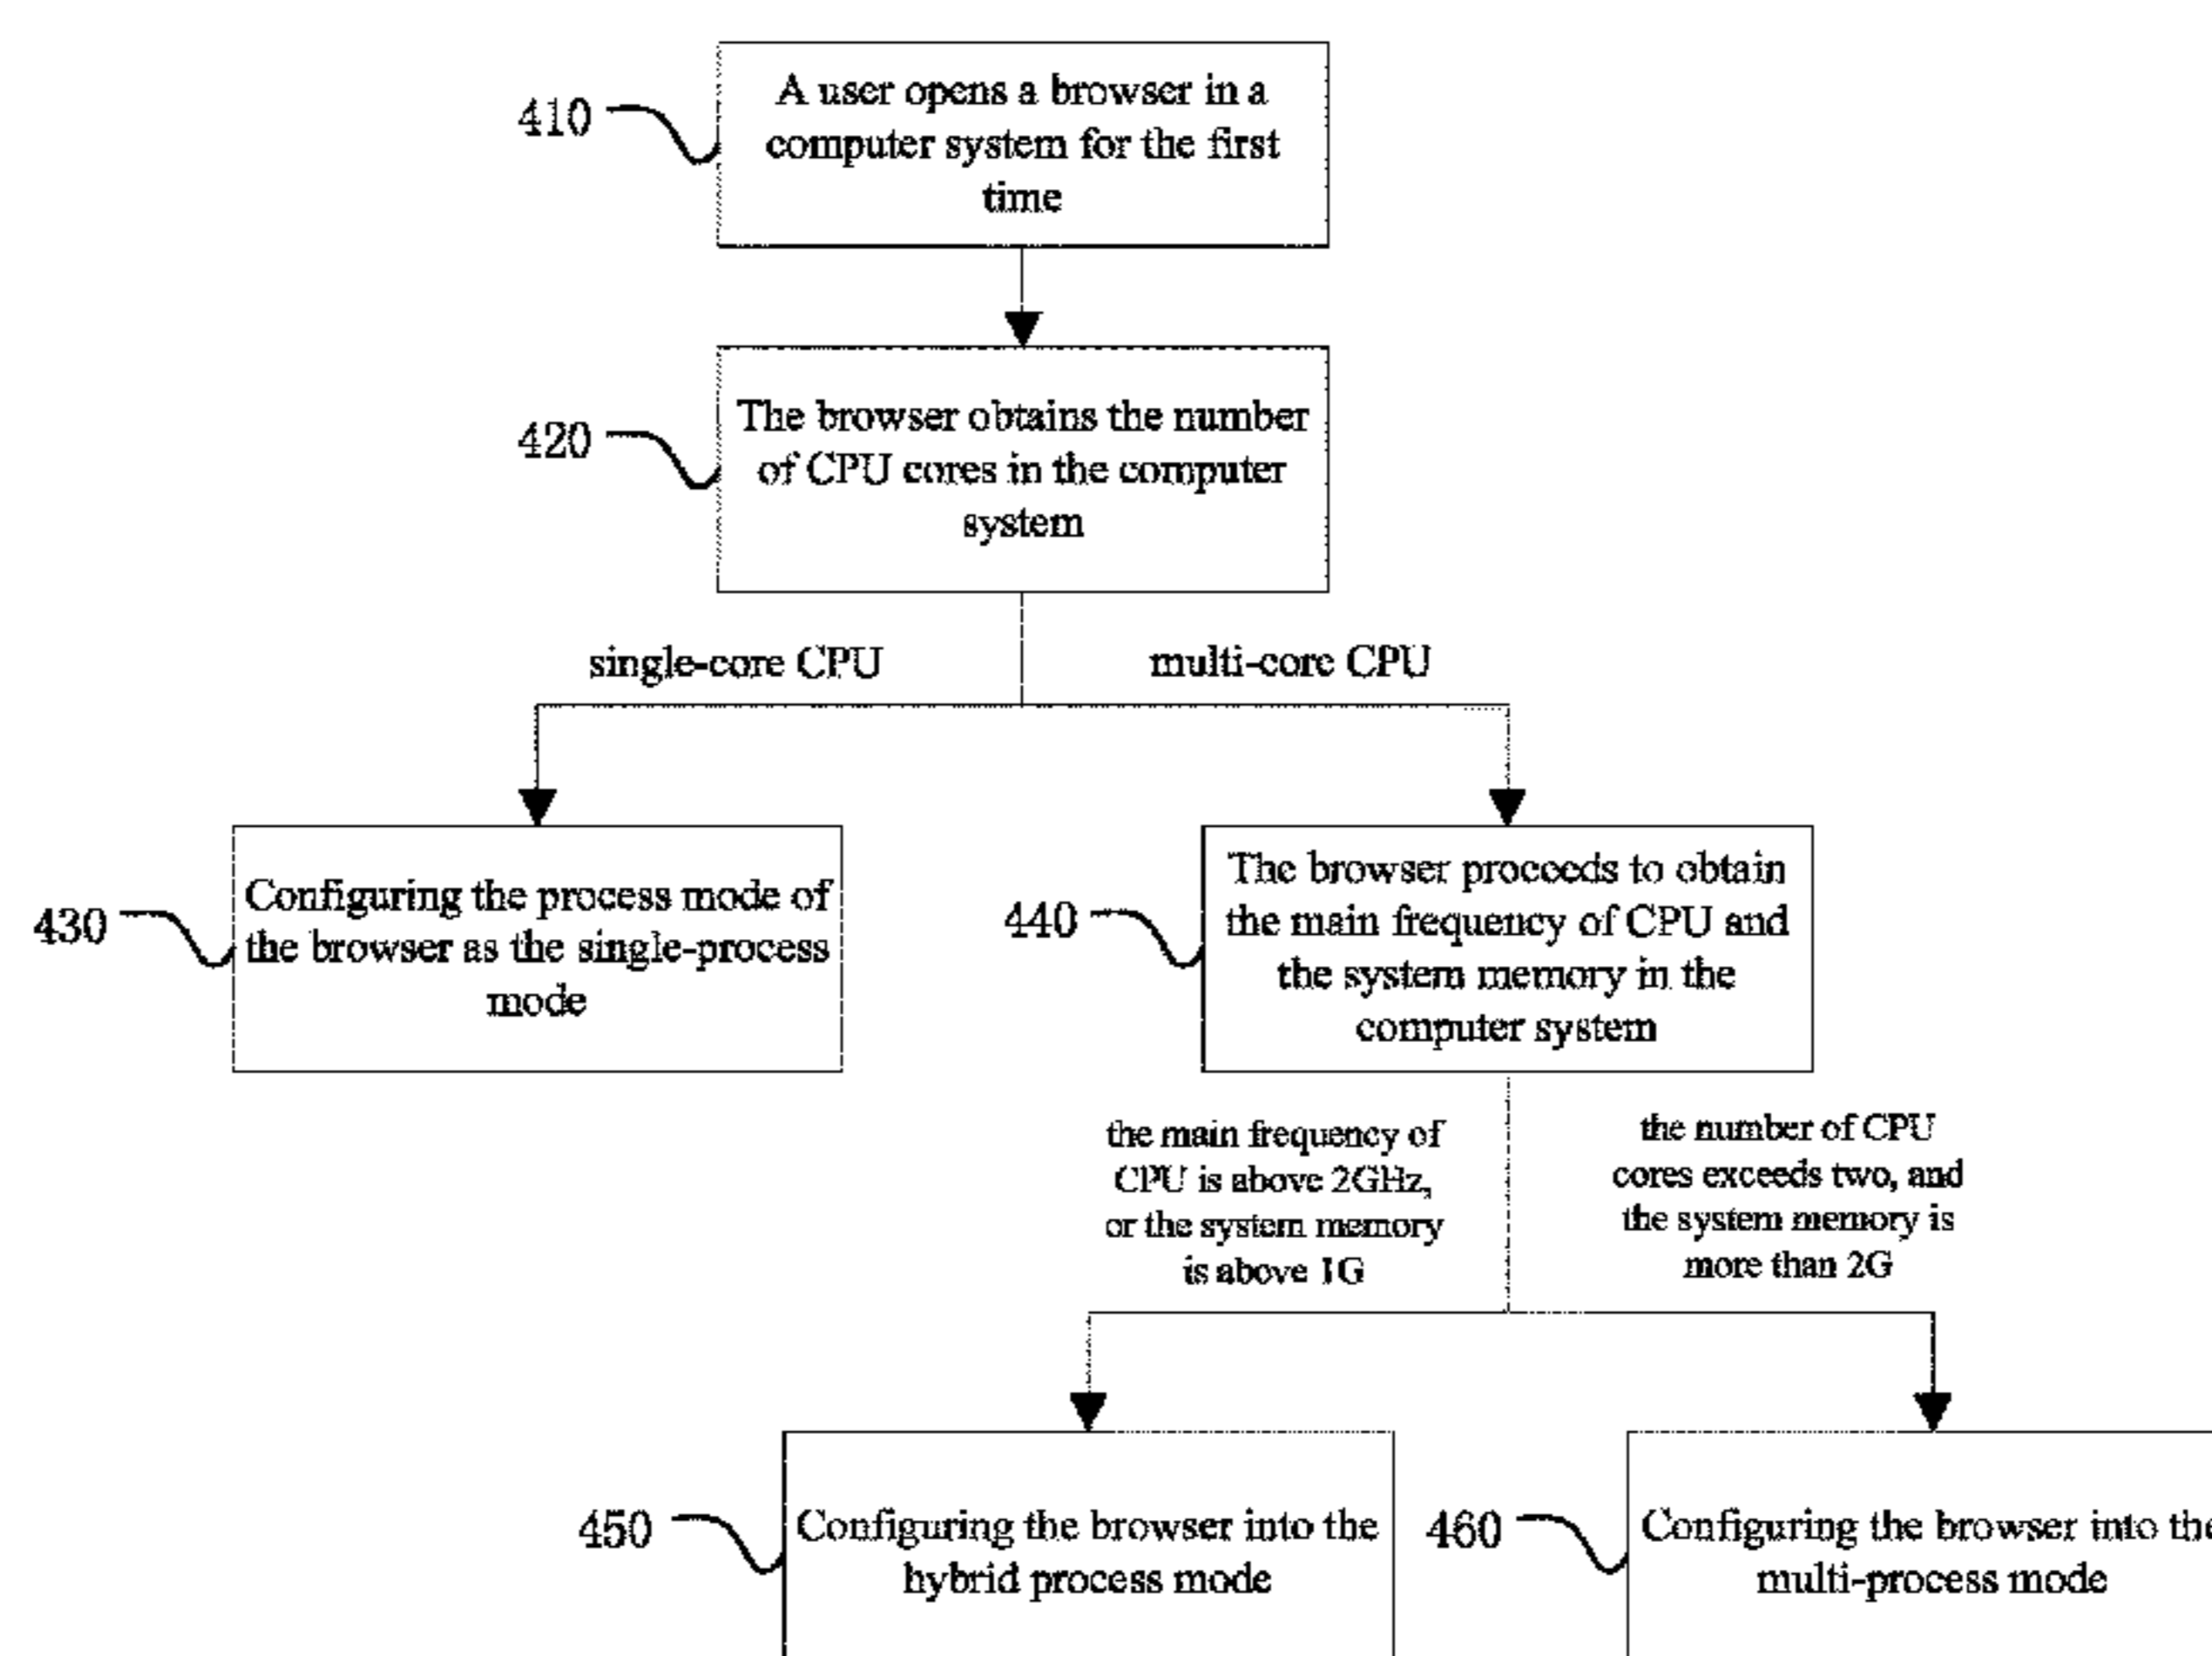 410
A user opens a browser in a
computer system for the first
time
420
The browser obtains the number
of CPU cores in the computer
system
single-core CPU
multi-core CPU
430
Configuring the process mode of
the browser as the single-process
mode
440
The browser proceeds to obtain
the main frequency of CPU and
the system memory in the
computer system
the main frequency of
CPU is above 2GHz,
or the system memory
is above 1G
the number of CPU
cores exceeds two, and
the system memory is
more than 2G
450
Configuring the browser into the
hybrid process mode
460
Configuring the browser into the
multi-process mode